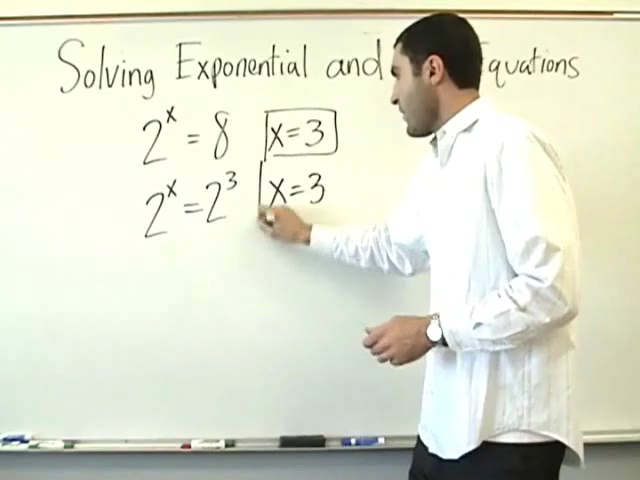 Solving Exponential and Equations
2^x = 8 x=3
2^x = 2^3 x=3